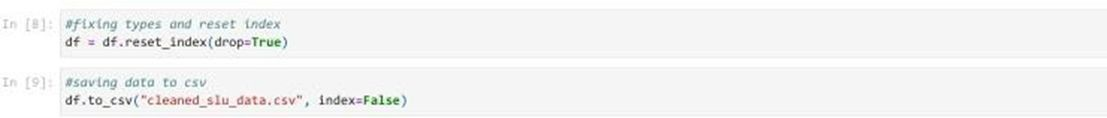 In [8]: #fixing types and reset index
df = df.reset_index(drop=True)
In [9]: #saving data to csv
df.to_csv("cleaned_slu_data.csv", index=False)